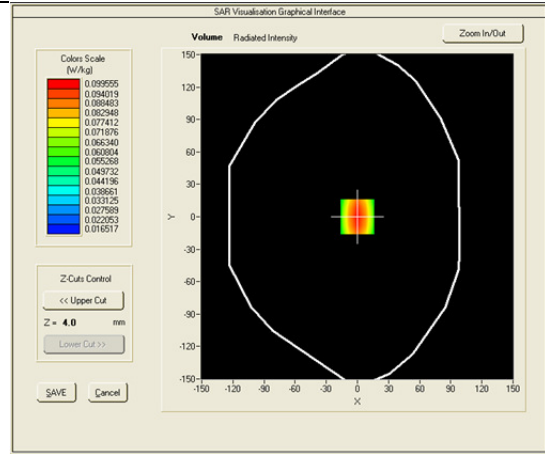 SAR Visualisation Graphical Interface
Volume Radiated Intensity
Zoom In/Out
Colors Scale
(W/kg)
0.099555
0.094019
0.088483
0.082948
0.077412
0.071876
0.066340
0.060804
0.055268
0.049732
0.044196
0.038661
0.033125
0.027589
0.022053
0.016517
Z-Cuts Control
<< Upper Cut
Z = 4.0 mm
Lower Cut >>
SAVE Cancel
150
120
90
60
30
0
-30
-60
-90
-120
-150
Y
-150 -120 -90 -60 -30 0 30 60 90 120 150
X